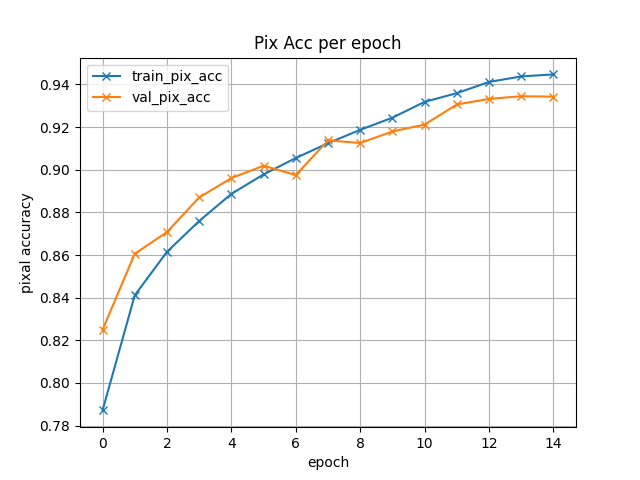 Pix Acc per epoch
train_pix_acc
val_pix_acc
pixal accuracy
0.94
0.92
0.90
0.88
0.86
0.84
0.82
0.80
0.78
0 2 4 6 8 10 12 14
epoch